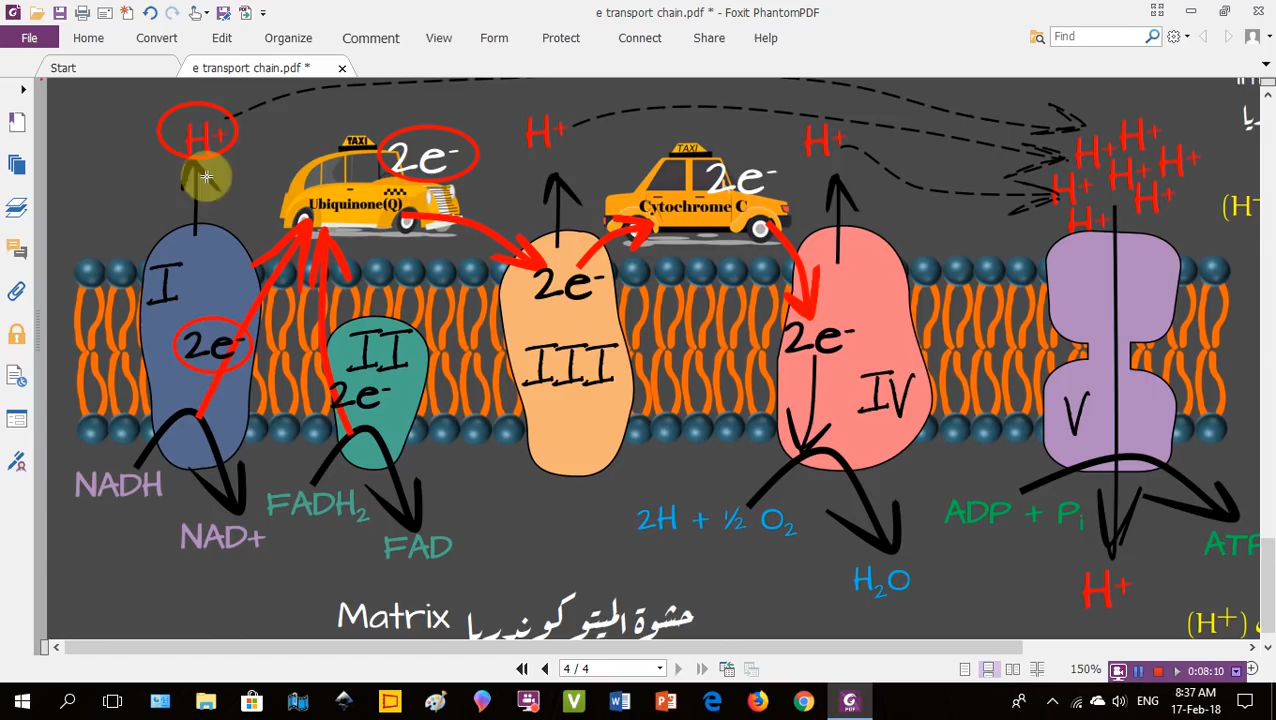 e transport chain.pdf * - Foxit PhantomPDF
File Home Convert Edit Organize Comment View Form Protect Connect Share Help Find
Start
e transport chain.pdf *
H+
TAXI
2e-
Ubiquinone(Q)
H+
TAXI
2e-
Cytochrome C
H+
H+ H+ H+ H+ H+ H+ H+
(H
I
2e-
II
2e-
2e-
III
2e-
IV
V
NADH
NAD+
FADH2
FAD
2H + ½ O2
H2O
ADP + Pi
ATP
H+
Matrix حشوة الميتوكوندريا
(H+)
4 / 4
150%
0:08:10
ENG
8:37 AM
17-Feb-18